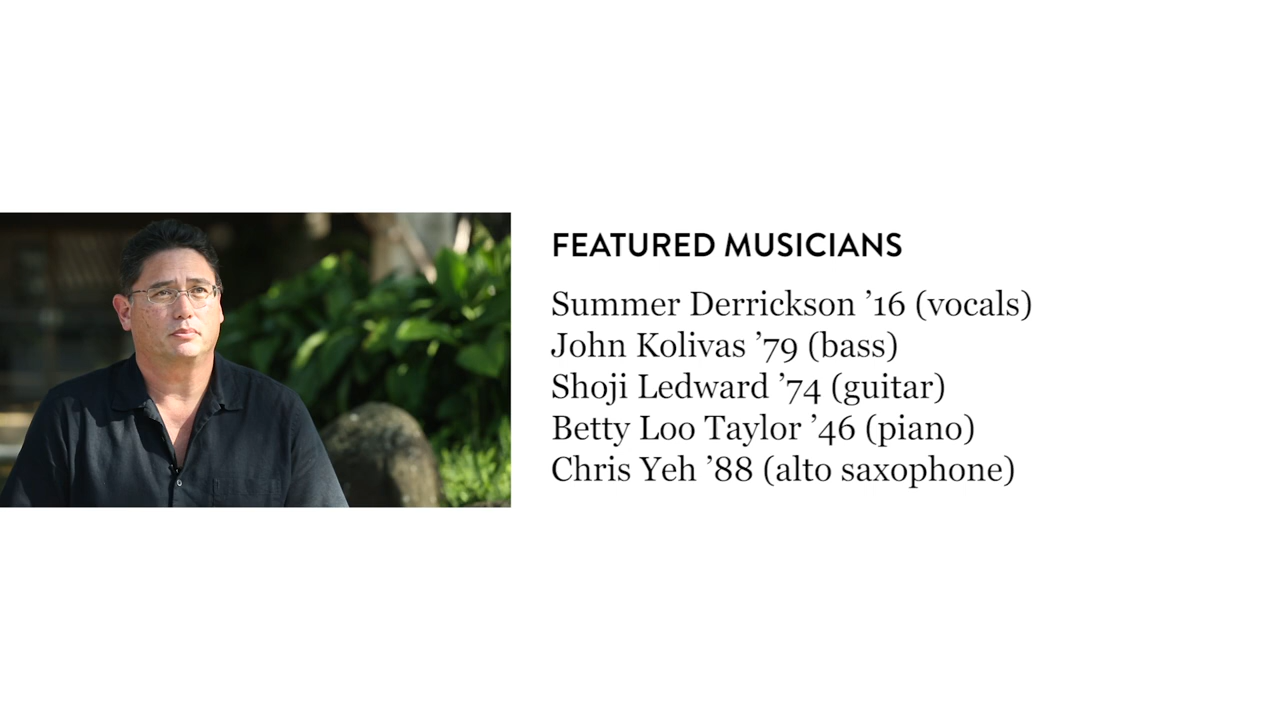 FEATURED MUSICIANS
Summer Derrickson ’16 (vocals)
John Kolivas ’79 (bass)
Shoji Ledward ’74 (guitar)
Betty Loo Taylor ’46 (piano)
Chris Yeh ’88 (alto saxophone)